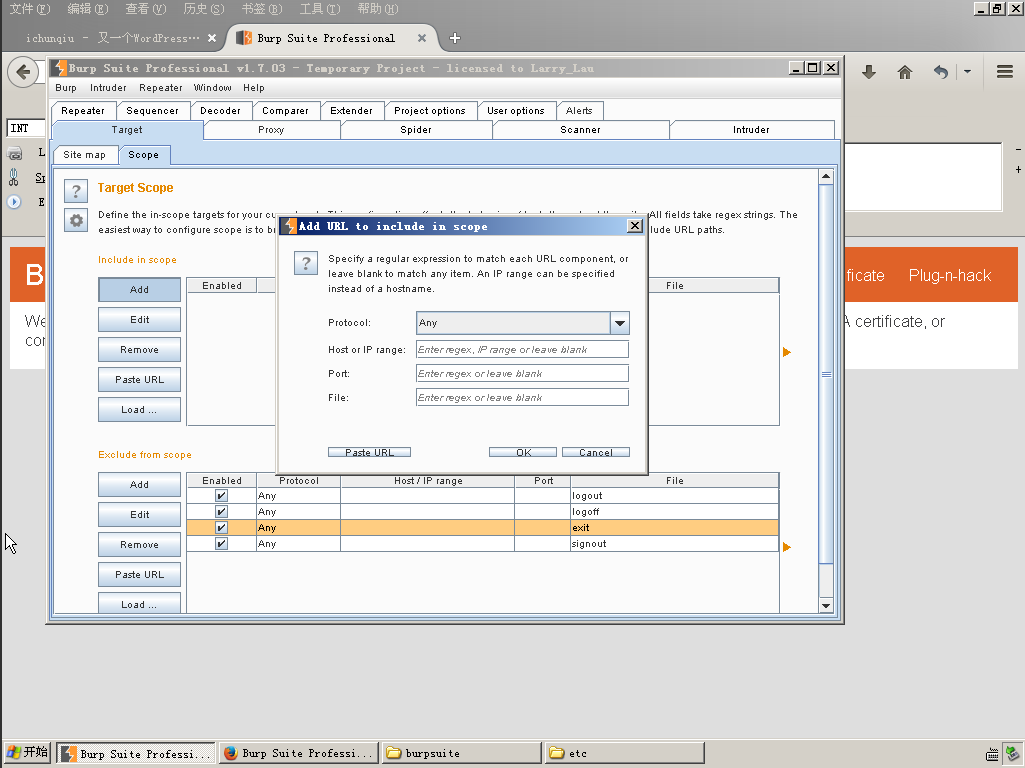 文件(F) 编辑(E) 查看(V) 历史(S) 书签(B) 工具(T) 帮助(H)
ichunqiu - 又一个WordPress…
Burp Suite Professional
Burp Suite Professional v1.7.03 - Temporary Project - licensed to Larry_Lau
Burp Intruder Repeater Window Help
Repeater Sequencer Decoder Comparer Extender Project options User options Alerts
Target Proxy Spider Scanner Intruder
INT
Site map Scope
Target Scope
Define the in-scope targets for your
All fields take regex strings. The
easiest way to configure scope is to
URL paths.
Include in scope
Add
Edit
Remove
Paste URL
Load ...
Enabled
File
Add URL to include in scope
Specify a regular expression to match each URL component, or
leave blank to match any item. An IP range can be specified
instead of a hostname.
Protocol: Any
Host or IP range: Enter regex, IP range or leave blank
Port: Enter regex or leave blank
File: Enter regex or leave blank
Paste URL OK Cancel
Plug-n-hack
certificate, or
Exclude from scope
Add
Edit
Remove
Paste URL
Load ...
Enabled Protocol Host / IP range Port File
Any logout
Any logoff
Any exit
Any signout
开始 Burp Suite Professi... Burp Suite Professi... burpsuite etc